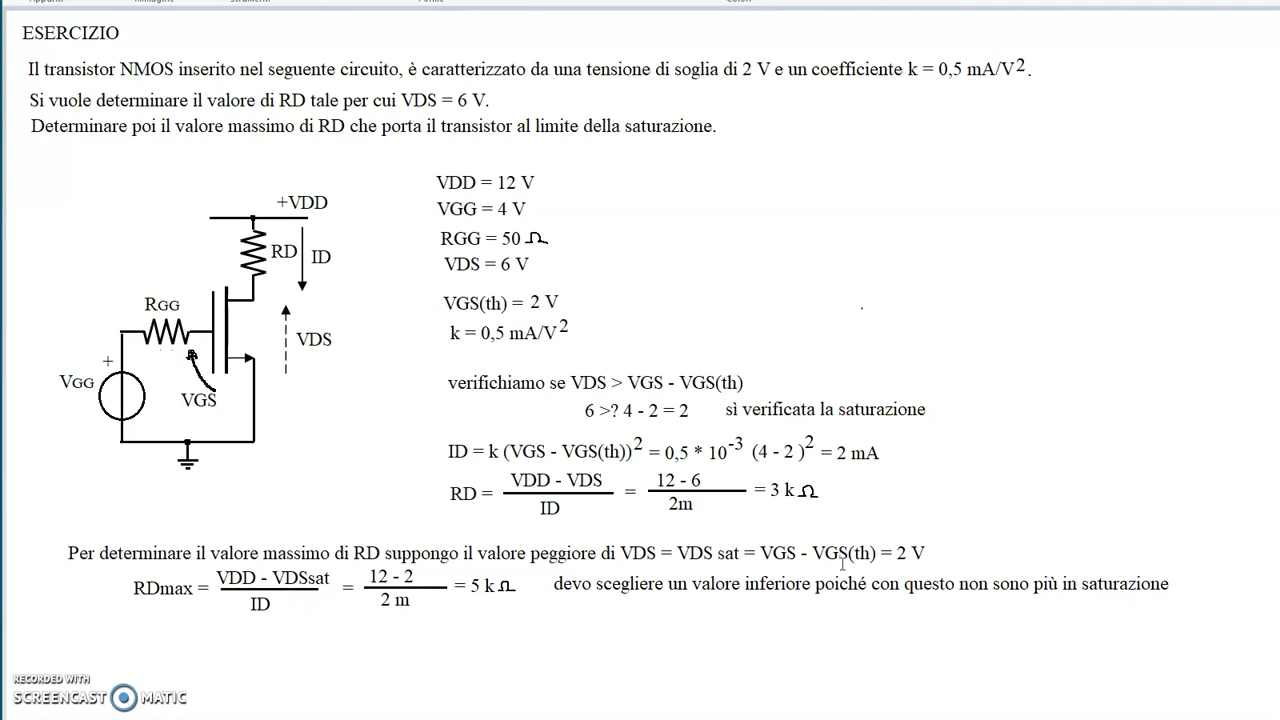 ESERCIZIO
Il transistor NMOS inserito nel seguente circuito, è caratterizzato da una tensione di soglia di 2 V e un coefficiente k = 0,5 mA/V2.
Si vuole determinare il valore di RD tale per cui VDS = 6 V.
Determinare poi il valore massimo di RD che porta il transistor al limite della saturazione.
+VDD
RD
ID
RGG
VDS
+
VGG
VGS
VDD = 12 V
VGG = 4 V
RGG = 50 Ω
VDS = 6 V
VGS(th) = 2 V
k = 0,5 mA/V2
verifichiamo se VDS > VGS - VGS(th)
6 >? 4 - 2 = 2 sì verificata la saturazione
ID = k (VGS - VGS(th))2 = 0,5 * 10-3 (4 - 2 )2 = 2 mA
VDD - VDS 12 - 6
RD = = = 3 k Ω
ID 2m
Per determinare il valore massimo di RD suppongo il valore peggiore di VDS = VDS sat = VGS - VGS(th) = 2 V
VDD - VDSsat 12 - 2
RDmax = = = 5 k Ω devo scegliere un valore inferiore poiché con questo non sono più in saturazione
ID 2 m
RECORDED WITH
SCREENCAST MATIC